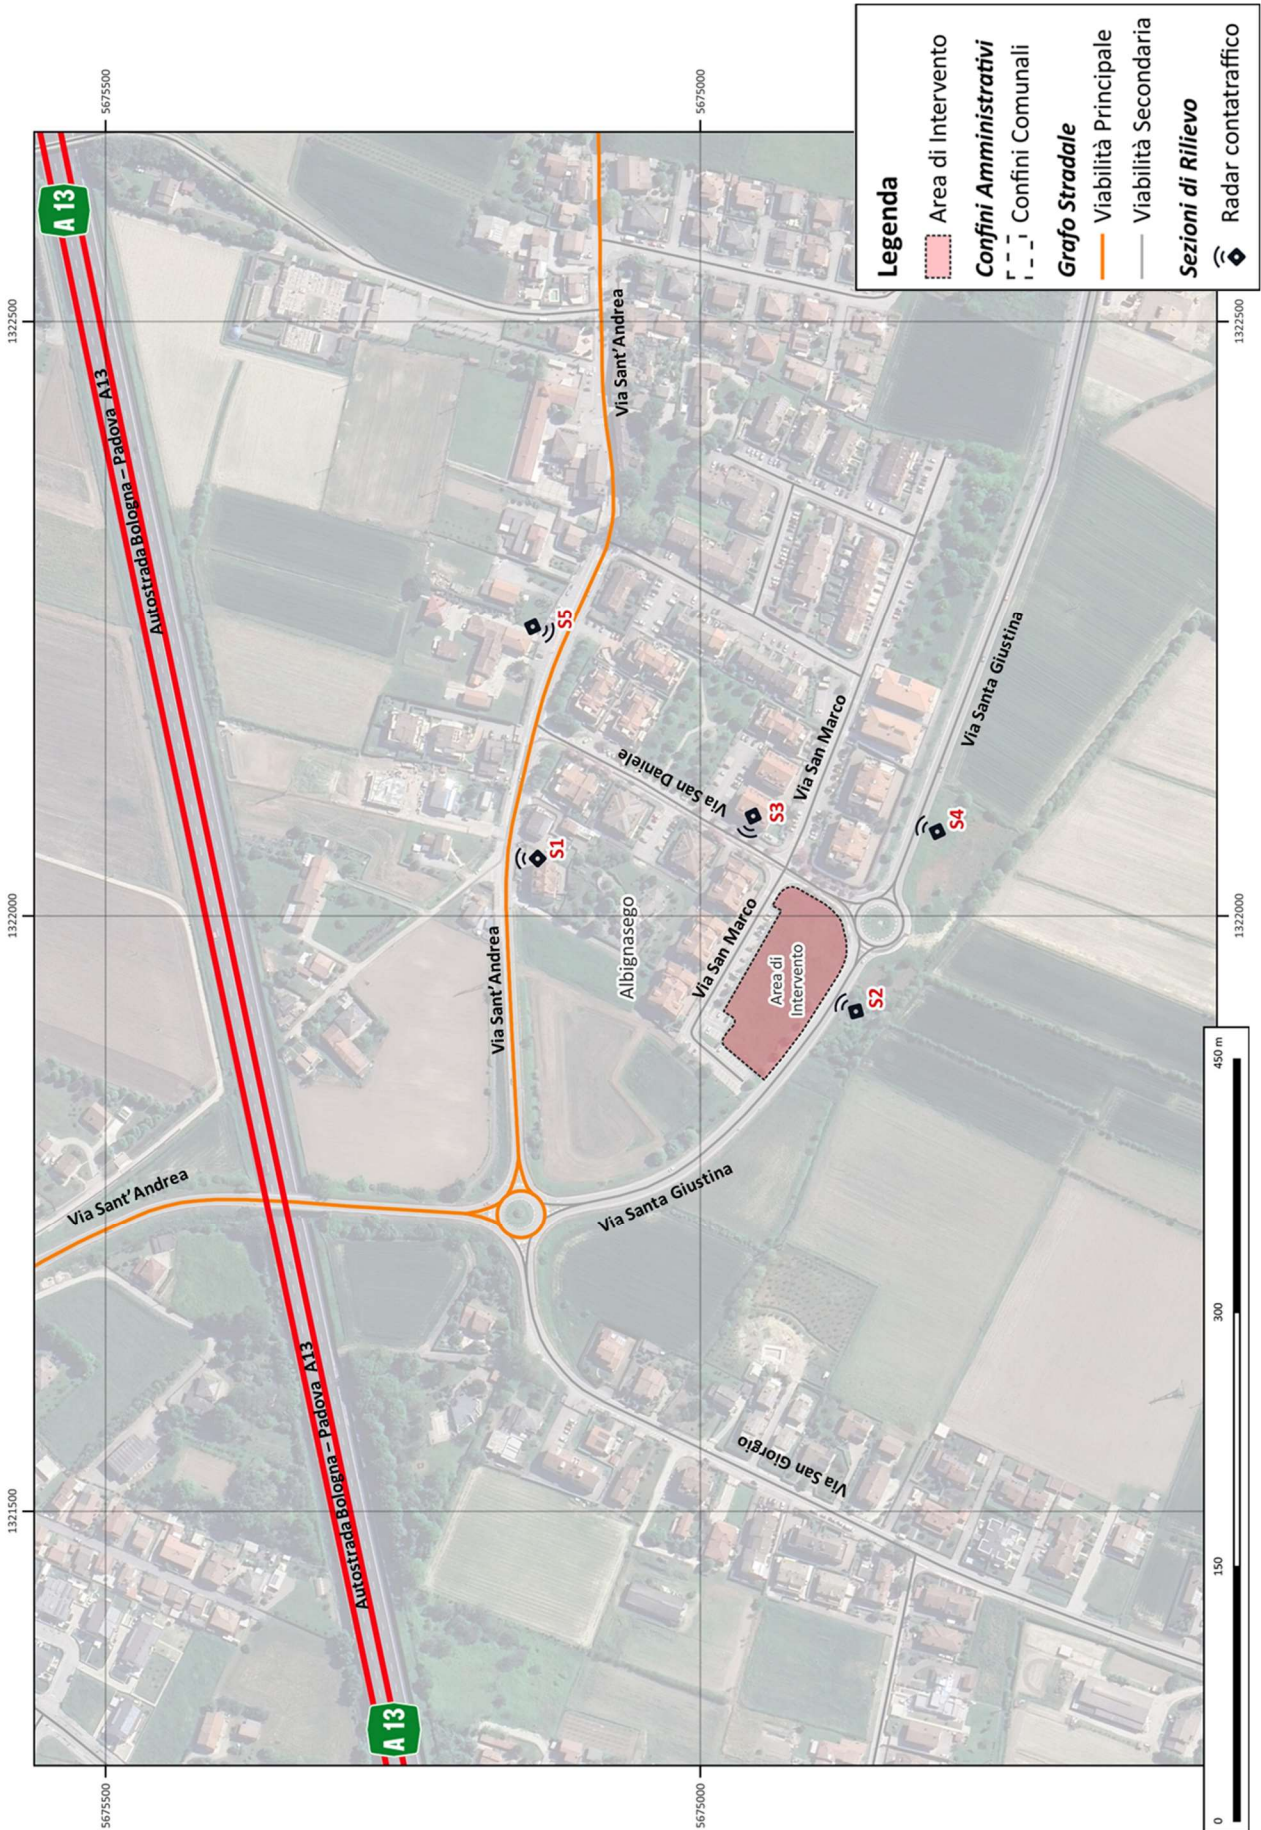 1321500
1322000
1322500
5675500
5675500
A 13
Autostrada Bologna – Padova A13
Autostrada Bologna – Padova A13
A 13
Via Sant'Andrea
Via Sant'Andrea
Via Sant'Andrea
S1
S5
Albignasego
Via San Daniele
Via Santa Giustina
Via San Marco
Via San Marco
S3
Area di
Intervento
S2
S4
Via Santa Giustina
Via San Giorgio
5675000
5675000
1322000
1322500
0
150
300
450 m
Legenda
Area di Intervento
Confini Amministrativi
Confini Comunali
Grafo Stradale
Viabilità Principale
Viabilità Secondaria
Sezioni di Rilievo
Radar contatraffico